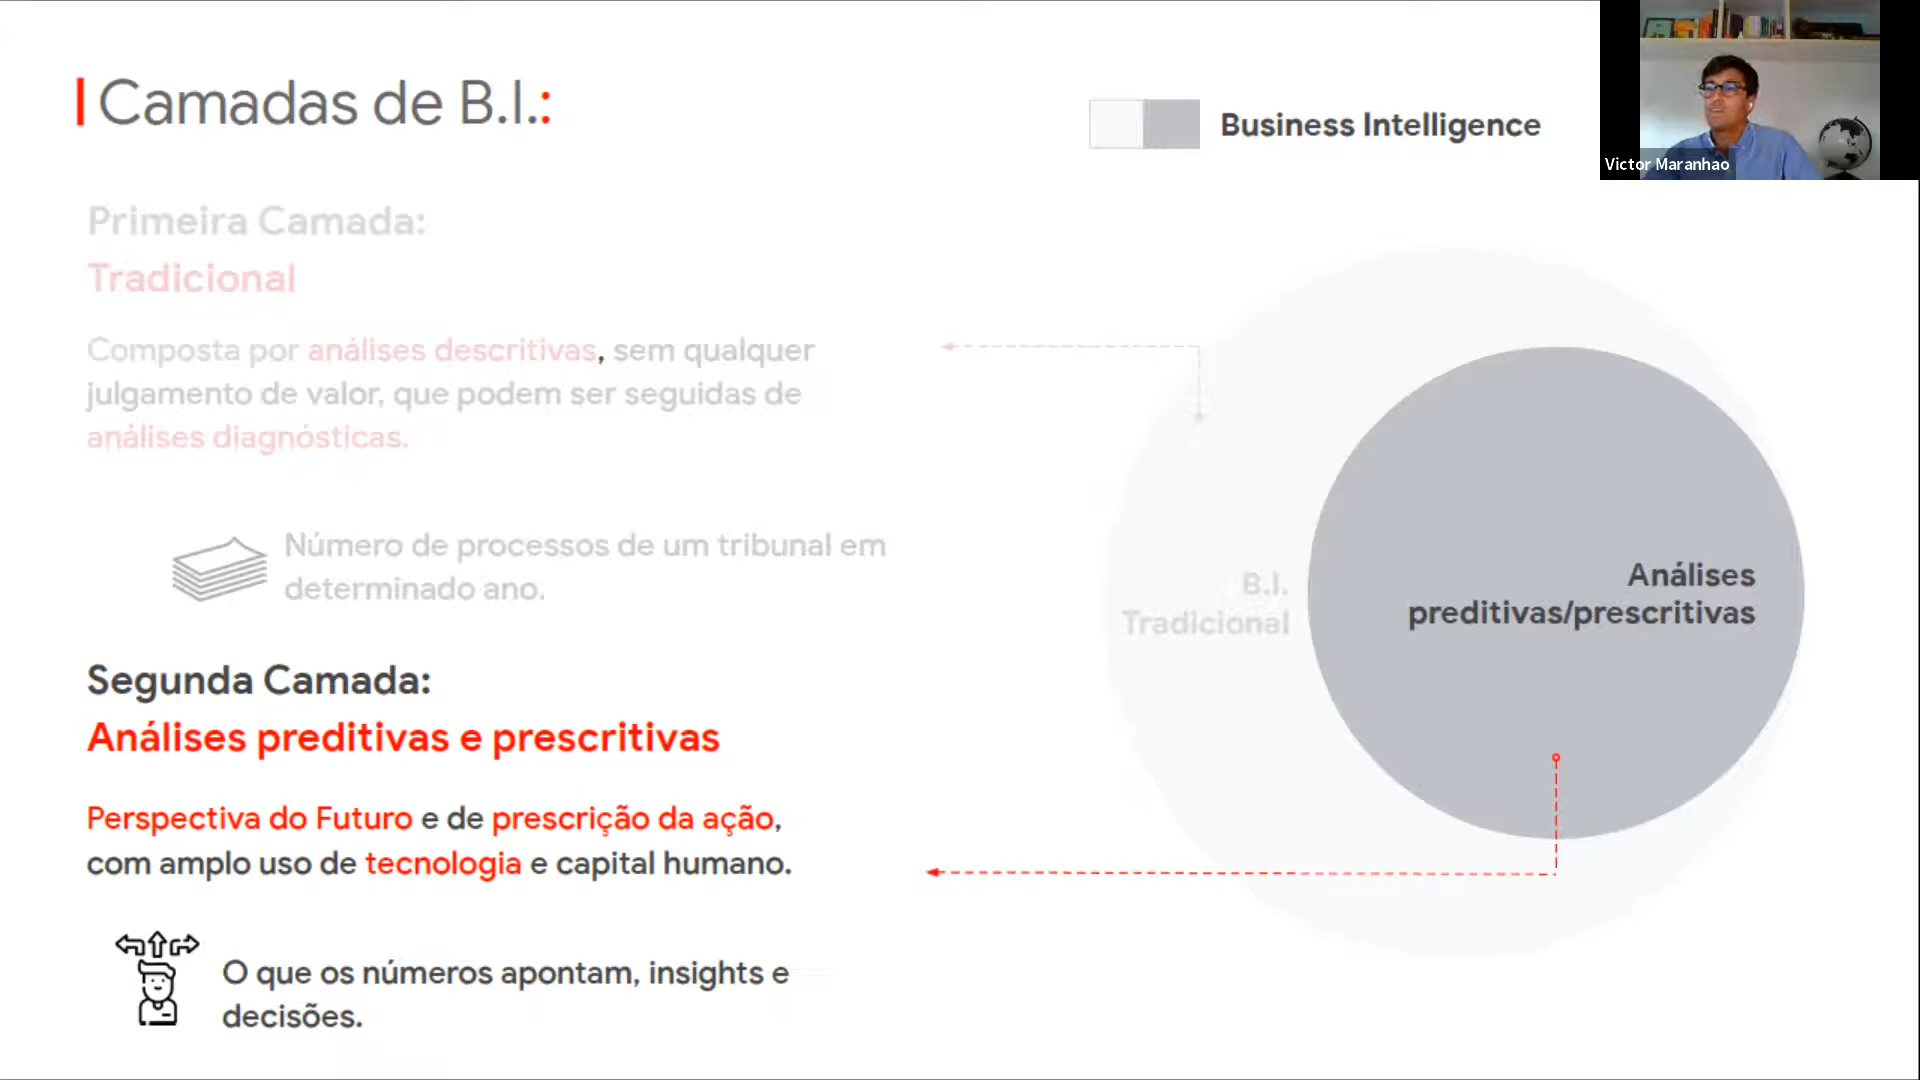 Camadas de B.I.:
Business Intelligence
Victor Maranhao
Primeira Camada:
Tradicional
Composta por análises descritivas, sem qualquer
julgamento de valor, que podem ser seguidas de
análises diagnósticas.
Número de processos de um tribunal em
determinado ano.
Segunda Camada:
Análises preditivas e prescritivas
Perspectiva do Futuro e de prescrição da ação,
com amplo uso de tecnologia e capital humano.
O que os números apontam, insights e
decisões.
B.I.
Tradicional
Análises
preditivas/prescritivas